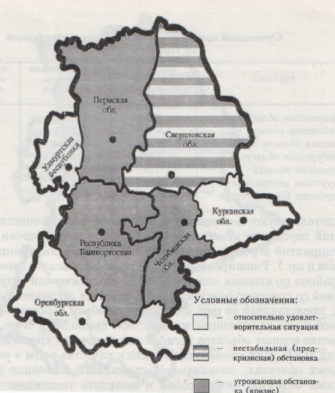 Пермская
обл.
Свердловская
обл.
Удмуртская
республика
Курганская
обл.
Республика
Башкортостан
Челябинская
обл.
Оренбургская
обл.
Условные обозначения:
— относительно удовлет-
ворительная ситуация
— нестабильная (пред-
кризисная) обстановка
— угрожающая обстанов-
ка (кризис)